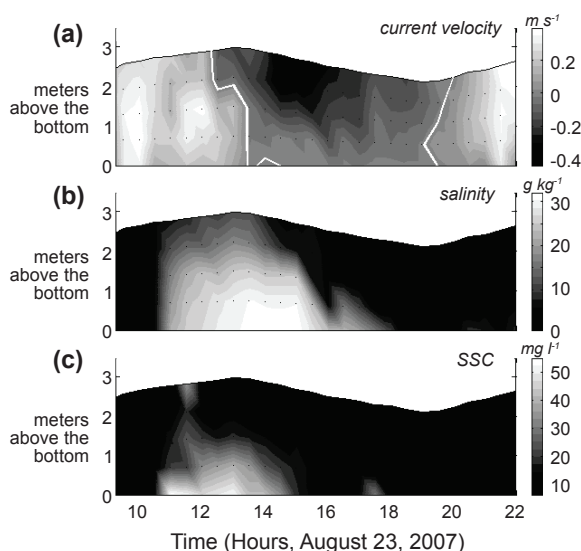 (a)
current velocity
m s-1
3
2
1
0
meters
above the
bottom
0.4
0.2
0
-0.2
-0.4
(b)
salinity
g kg-1
3
2
1
0
meters
above the
bottom
30
20
10
0
(c)
SSC
mg l-1
3
2
1
0
meters
above the
bottom
50
40
30
20
10
10 12 14 16 18 20 22
Time (Hours, August 23, 2007)